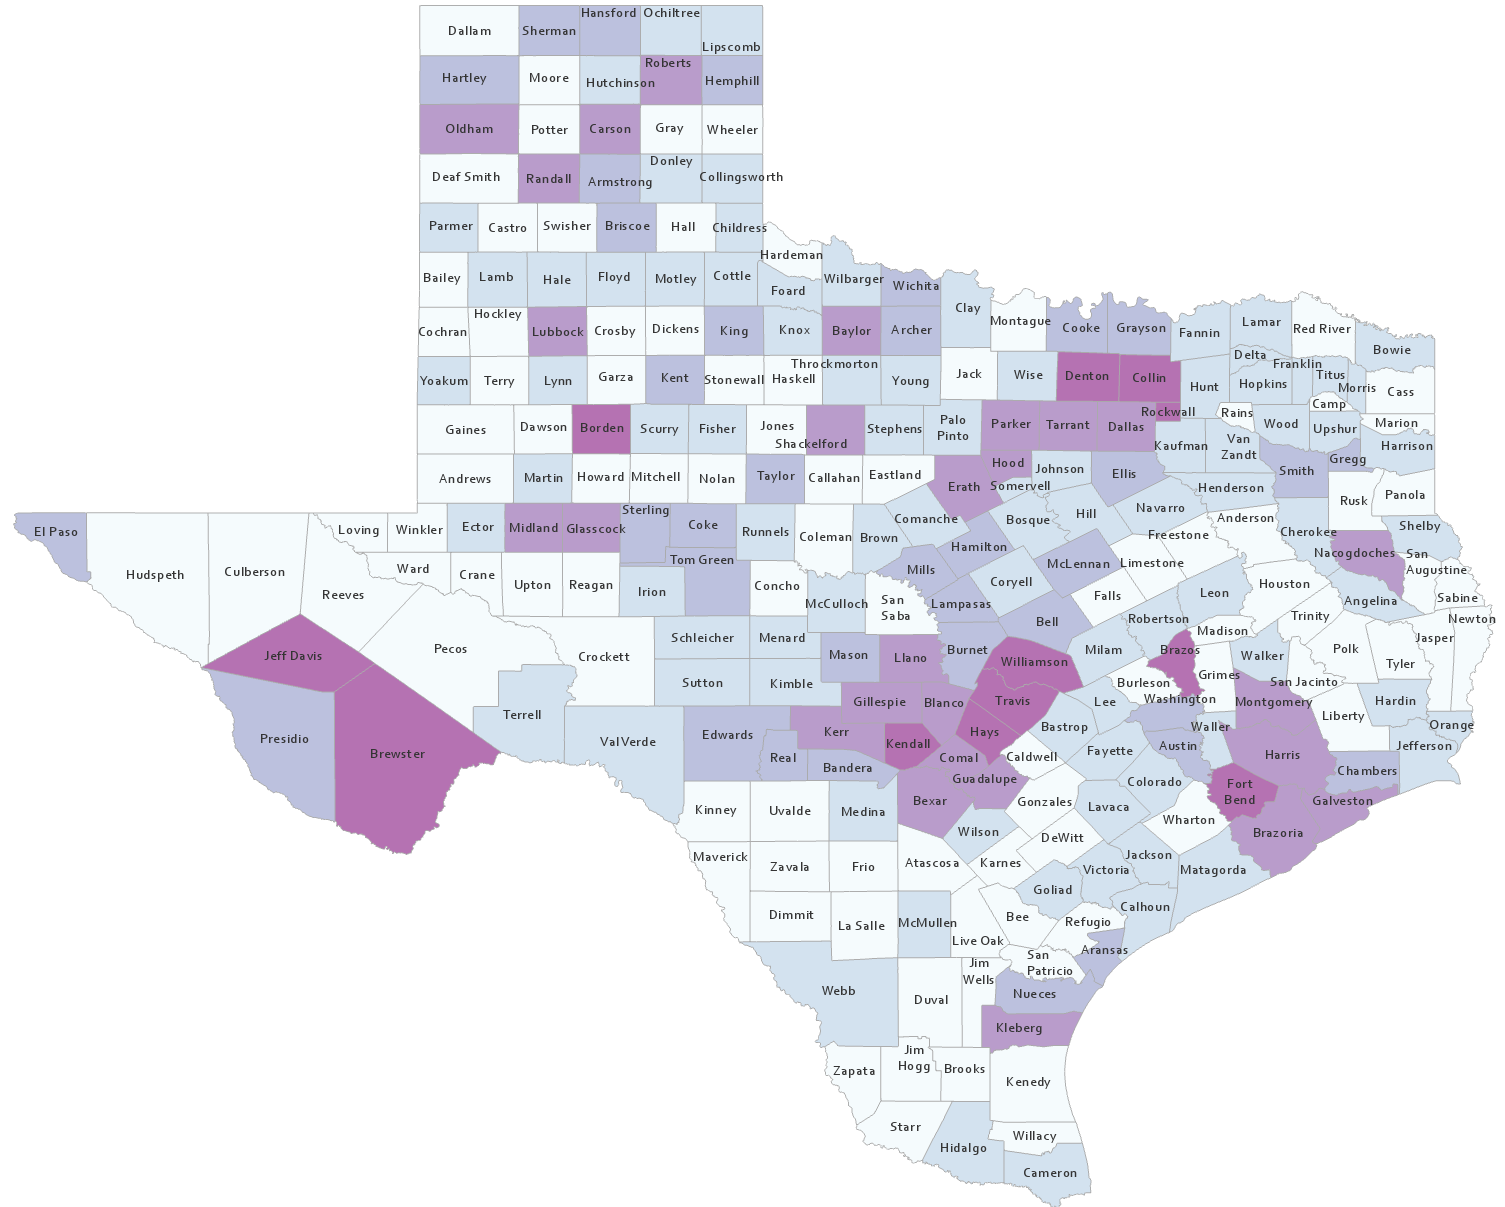 Dallam
Sherman
Hansford
Ochiltree
Lipscomb
Hartley
Moore
Hutchinson
Roberts
Hemphill
Oldham
Potter
Carson
Gray
Wheeler
Deaf Smith
Randall
Armstrong
Donley
Collingsworth
Parmer
Castro
Swisher
Briscoe
Hall
Childress
Hardeman
Bailey
Lamb
Hale
Floyd
Motley
Cottle
Foard
Wilbarger
Wichita
Clay
Montague
Cooke
Grayson
Fannin
Lamar
Red River
Bowie
Cochran
Hockley
Lubbock
Crosby
Dickens
King
Knox
Baylor
Archer
Yoakum
Terry
Lynn
Garza
Kent
Stonewall
Haskell
Throckmorton
Young
Jack
Wise
Denton
Collin
Rockwall
Hunt
Delta
Hopkins
Franklin
Titus
Morris
Cass
Camp
Marion
Gaines
Dawson
Borden
Scurry
Fisher
Jones
Shackelford
Stephens
Palo
Pinto
Parker
Tarrant
Dallas
Kaufman
Rains
Van
Zandt
Wood
Upshur
Harrison
Gregg
Smith
Andrews
Martin
Howard
Mitchell
Nolan
Taylor
Callahan
Eastland
Erath
Hood
Somervell
Johnson
Ellis
Henderson
Rusk
Panola
El Paso
Hudspeth
Culberson
Loving
Winkler
Ector
Midland
Glasscock
Sterling
Coke
Runnels
Coleman
Brown
Comanche
Bosque
Hill
Navarro
Anderson
Freestone
Cherokee
Shelby
Nacogdoches
San
Augustine
Reeves
Ward
Crane
Upton
Reagan
Irion
Tom Green
Concho
McCulloch
San
Saba
Mills
Hamilton
Lampasas
Coryell
McLennan
Limestone
Falls
Leon
Houston
Angelina
Sabine
Newton
Jasper
Trinity
Polk
Tyler
Jeff Davis
Pecos
Crockett
Schleicher
Menard
Mason
Llano
Burnet
Bell
Williamson
Milam
Robertson
Madison
Brazos
Walker
Grimes
San Jacinto
Presidio
Brewster
Terrell
Sutton
Kimble
Gillespie
Blanco
Travis
Lee
Burleson
Washington
Montgomery
Liberty
Hardin
Orange
Jefferson
ValVerde
Edwards
Real
Kerr
Kendall
Bandera
Comal
Hays
Guadalupe
Caldwell
Bastrop
Fayette
Austin
Waller
Harris
Chambers
Fort
Bend
Galveston
Brazoria
Kinney
Uvalde
Medina
Bexar
Wilson
Gonzales
Lavaca
Colorado
Wharton
Maverick
Zavala
Frio
Atascosa
Karnes
DeWitt
Jackson
Victoria
Matagorda
Goliad
Calhoun
Dimmit
La Salle
McMullen
Live Oak
Bee
Refugio
Aransas
San
Patricio
Webb
Duval
Jim
Wells
Nueces
Kleberg
Zapata
Jim
Hogg
Brooks
Kenedy
Starr
Hidalgo
Willacy
Cameron